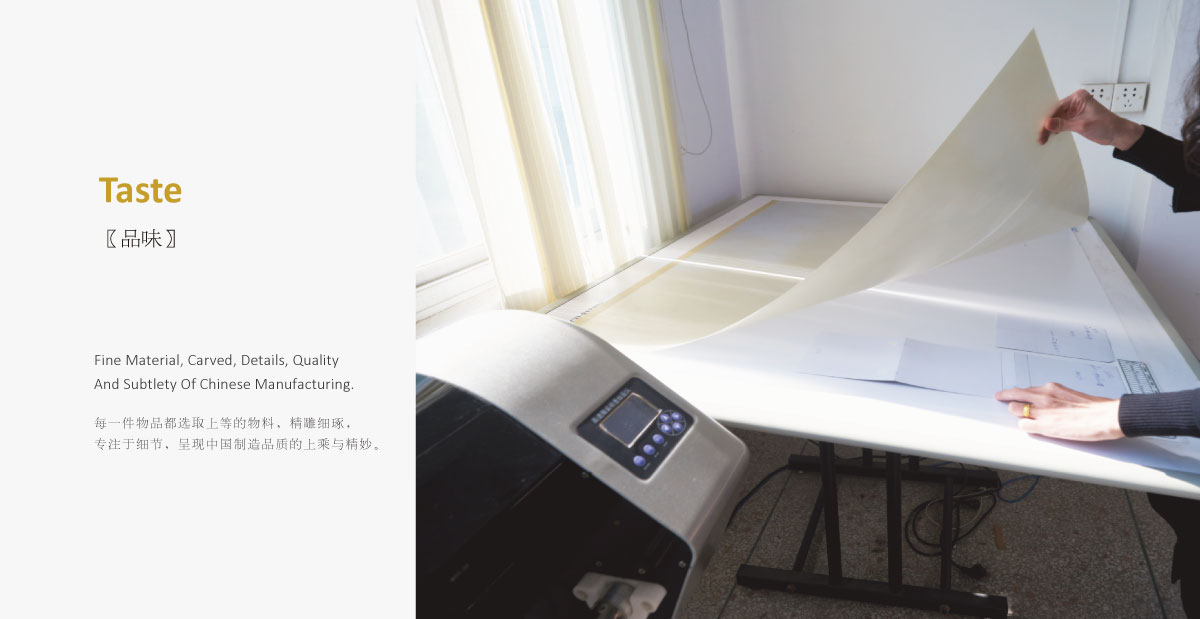 Taste
〖品味〗
Fine Material, Carved, Details, Quality
And Subtlety Of Chinese Manufacturing.
每一件物品都选取上等的物料、精雕细琢，
专注于细节、呈现中国制造品质的上乘与精妙。